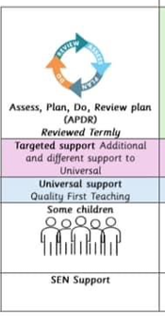 REVIEW
ASSESS
PLAN
DO
Assess, Plan, Do, Review plan
(APDR)
Reviewed Termly
Targeted support Additional
and different support to
Universal
Universal support
Quality First Teaching
Some children
SEN Support